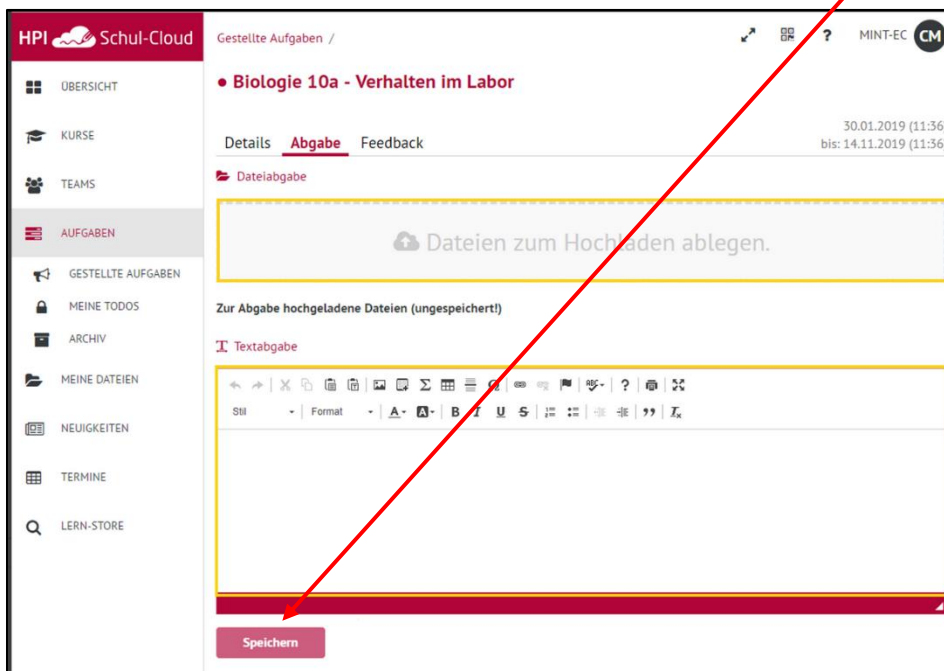 HPI Schul-Cloud
Gestellte Aufgaben /
? MINT-EC CM
ÜBERSICHT
KURSE
TEAMS
AUFGABEN
GESTELLTE AUFGABEN
MEINE TODOS
ARCHIV
MEINE DATEIEN
NEUIGKEITEN
TERMINE
LERN-STORE
• Biologie 10a - Verhalten im Labor
30.01.2019 (11:36
bis: 14.11.2019 (11:36
Details Abgabe Feedback
Dateiabgabe
Dateien zum Hochladen ablegen.
Zur Abgabe hochgeladene Dateien (ungespeichert!)
Textabgabe
Stil Format A A B I U S
Speichern